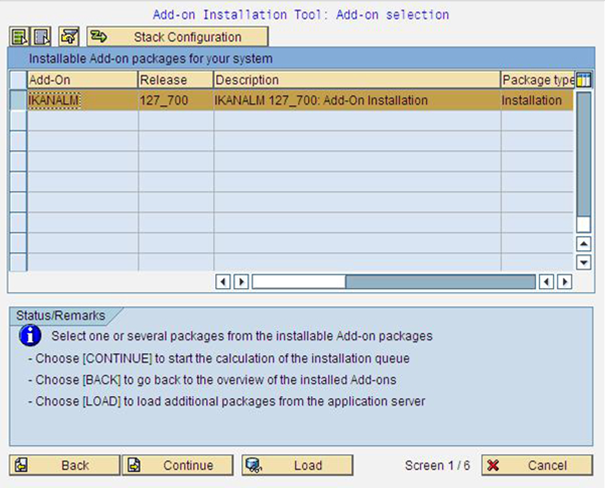 Add-on Installation Tool: Add-on selection
Stack Configuration
Installable Add-on packages for your system
Add-On Release Description Package type
IKANALM 127_700 IKANALM 127_700: Add-On Installation Installation
Status/Remarks
Select one or several packages from the installable Add-on packages
- Choose [CONTINUE] to start the calculation of the installation queue
- Choose [BACK] to go back to the overview of the installed Add-ons
- Choose [LOAD] to load additional packages from the application server
Back Continue Load Screen 1 / 6 Cancel